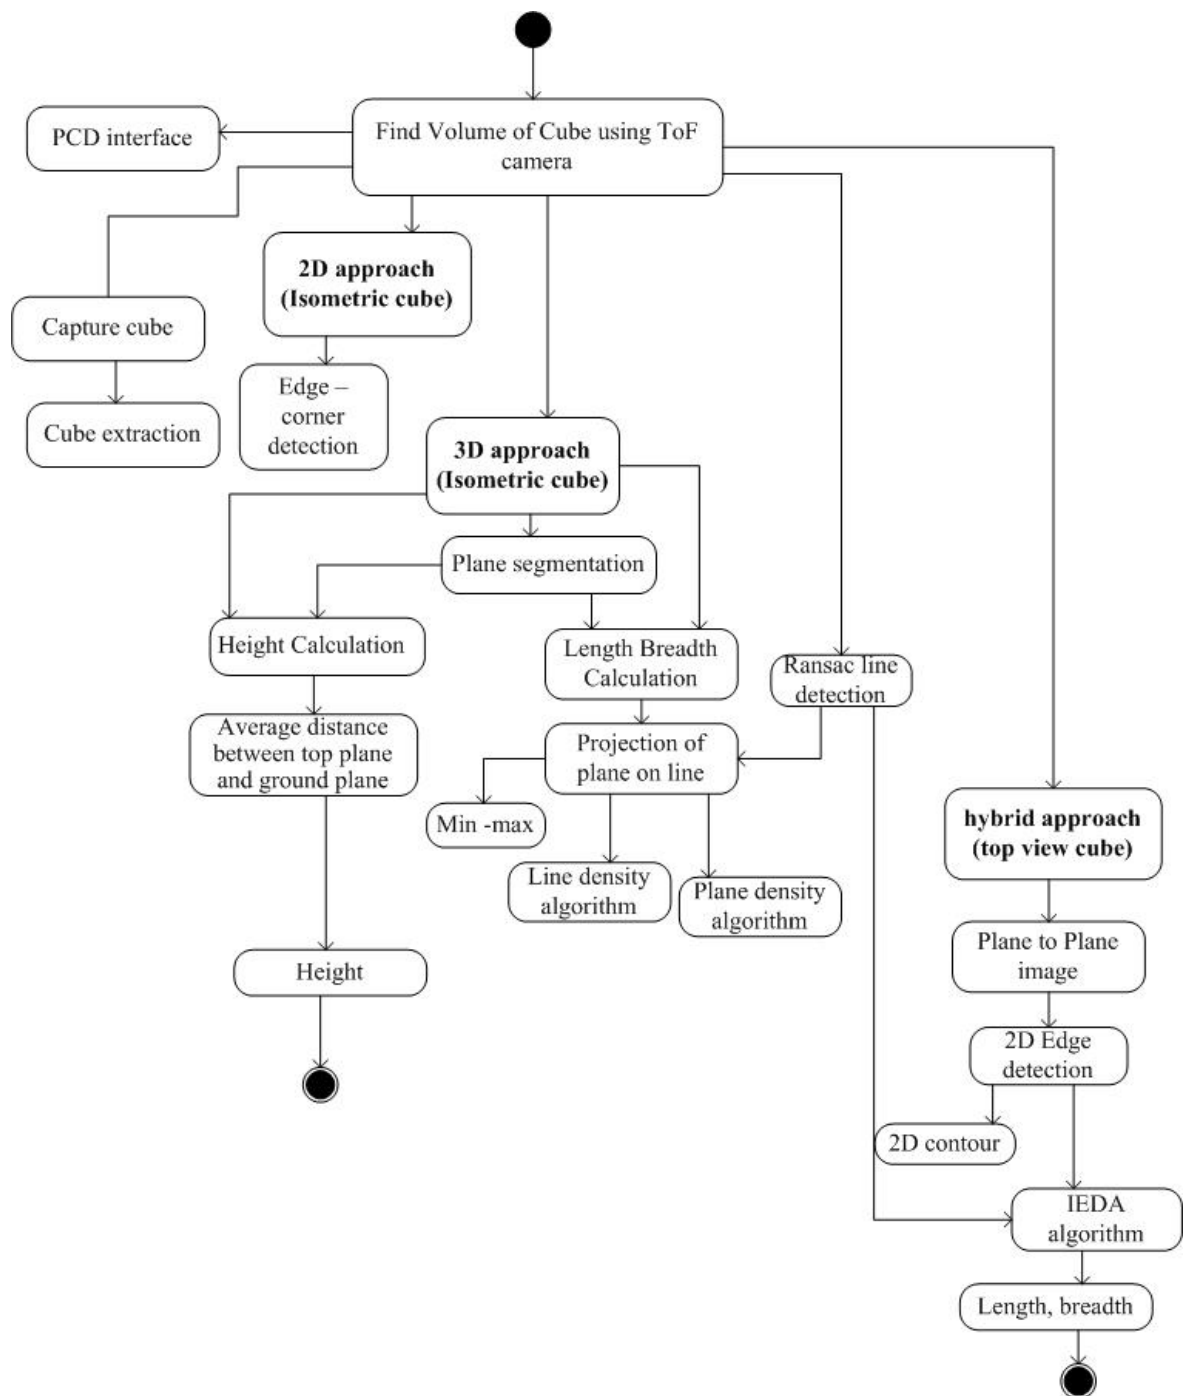 Find Volume of Cube using ToF
camera
PCD interface
2D approach
(Isometric cube)
Capture cube
Edge –
corner
detection
Cube extraction
3D approach
(Isometric cube)
Plane segmentation
Height Calculation
Length Breadth
Calculation
Ransac line
detection
Average distance
between top plane
and ground plane
Projection of
plane on line
Min -max
hybrid approach
(top view cube)
Line density
algorithm
Plane density
algorithm
Plane to Plane
image
Height
2D Edge
detection
2D contour
IEDA
algorithm
Length, breadth